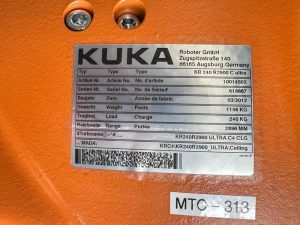 KUKA
Roboter GmbH
Zugspitzstraße 140
86165 Augsburg Germany
Typ Type Type KR 240 R2900 C ultra
Artikel-Nr. Article No. No. d'article
Serien-Nr. Serial No. No. de Série
Baujahr Date Année de fabric. 03/2012
Gewicht Weight Poids
Traglast Load Charge 240 KG
Reichweite Range Portée 2896 MM
KR240R2900 ULTRA C4 CLG
KRC4\KR240R2900 ULTRA\Ceiling
MTC - 313